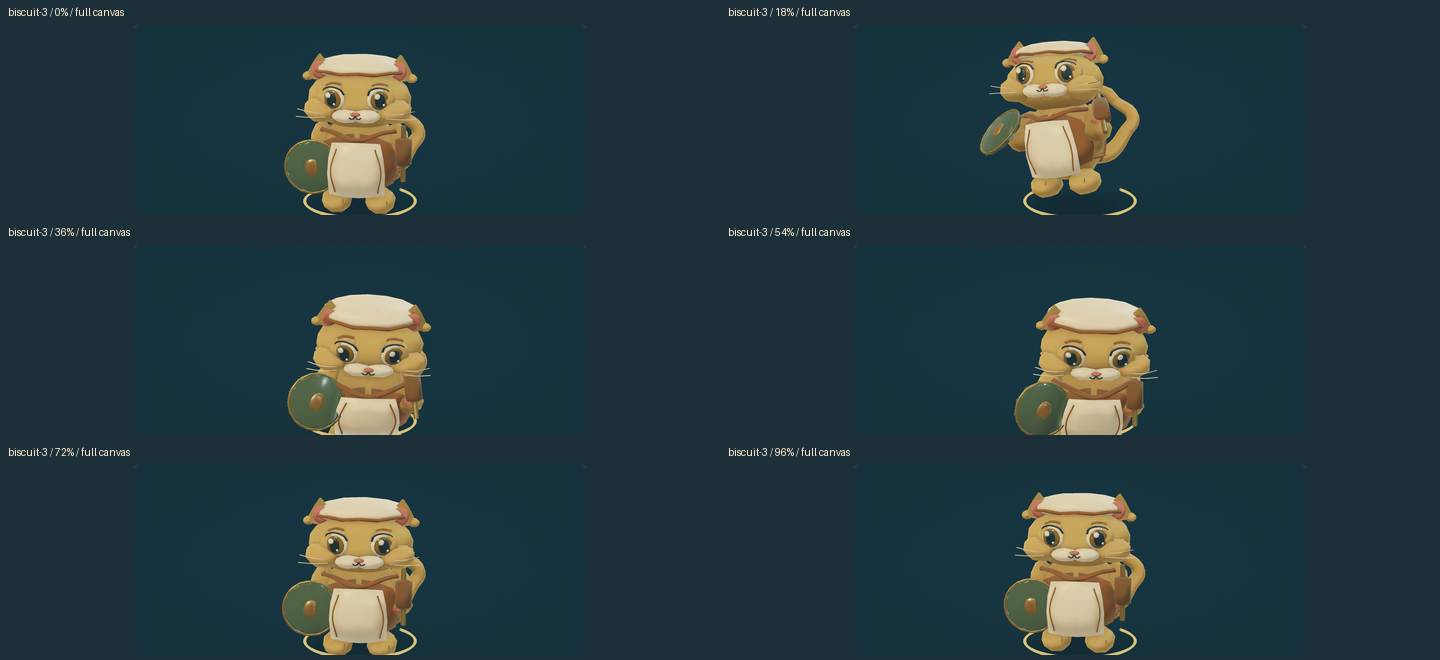 biscuit-3 / 0% / full canvas
biscuit-3 / 18% / full canvas
biscuit-3 / 36% / full canvas
biscuit-3 / 54% / full canvas
biscuit-3 / 72% / full canvas
biscuit-3 / 96% / full canvas